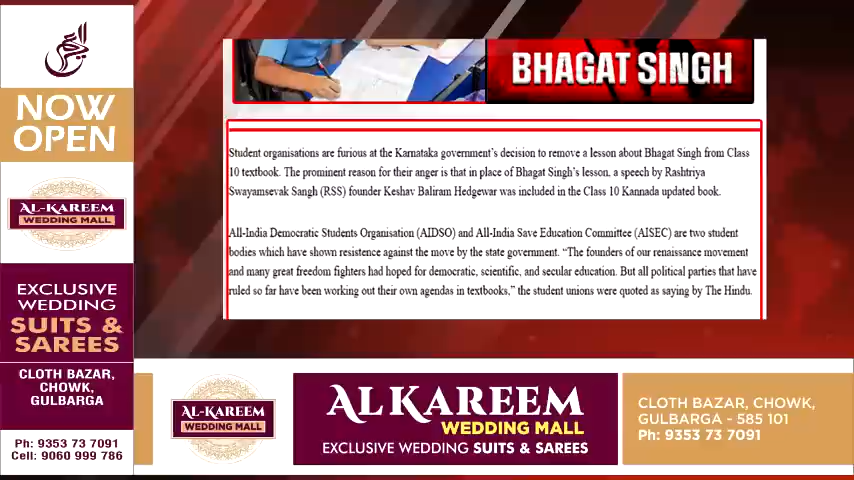 NOW
OPEN
AL-KAREEM
WEDDING MALL
EXCLUSIVE
WEDDING
SUITS &
SAREES
CLOTH BAZAR,
CHOWK,
GULBARGA
Ph: 9353 73 7091
Cell: 9060 999 786
BHAGAT SINGH
Student organisations are furious at the Karnataka government's decision to remove a lesson about Bhagat Singh from Class
10 textbook. The prominent reason for their anger is that in place of Bhagat Singh's lesson, a speech by Rashtriya
Swayamsevak Sangh (RSS) founder Keshav Baliram Hedgewar was included in the Class 10 Kannada updated book.
All-India Democratic Students Organisation (AIDSO) and All-India Save Education Committee (AISEC) are two student
bodies which have shown resistence against the move by the state government. “The founders of our renaissance movement
and many great freedom fighters had hoped for democratic, scientific, and secular education. But all political parties that have
ruled so far have been working out their own agendas in textbooks,” the student unions were quoted as saying by The Hindu.
AL-KAREEM
WEDDING MALL
AL KAREEM
WEDDING MALL
EXCLUSIVE WEDDING SUITS & SAREES
CLOTH BAZAR, CHOWK,
GULBARGA - 585 101
Ph: 9353 73 7091